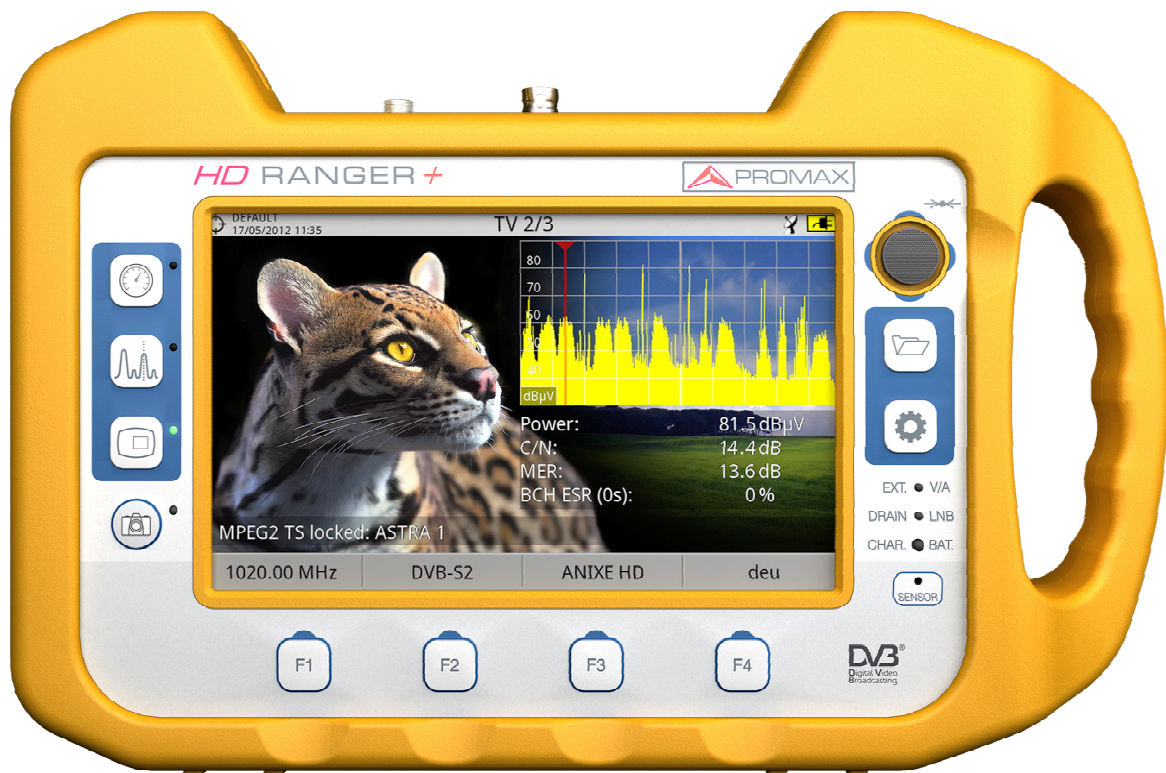 HD RANGER +
PROMAX
DEFAULT
17/05/2012 11:35
TV 2/3
80
70
60
50
40
dBµV
Power: 81.5 dBµV
C/N: 14.4 dB
MER: 13.6 dB
BCH ESR (0s): 0 %
MPEG2 TS locked: ASTRA 1
1020.00 MHz DVB-S2 ANIXE HD deu
EXT. V/A
DRAIN LNB
CHAR. BAT.
SENSOR
F1 F2 F3 F4
DVB®
Digital Video
Broadcasting